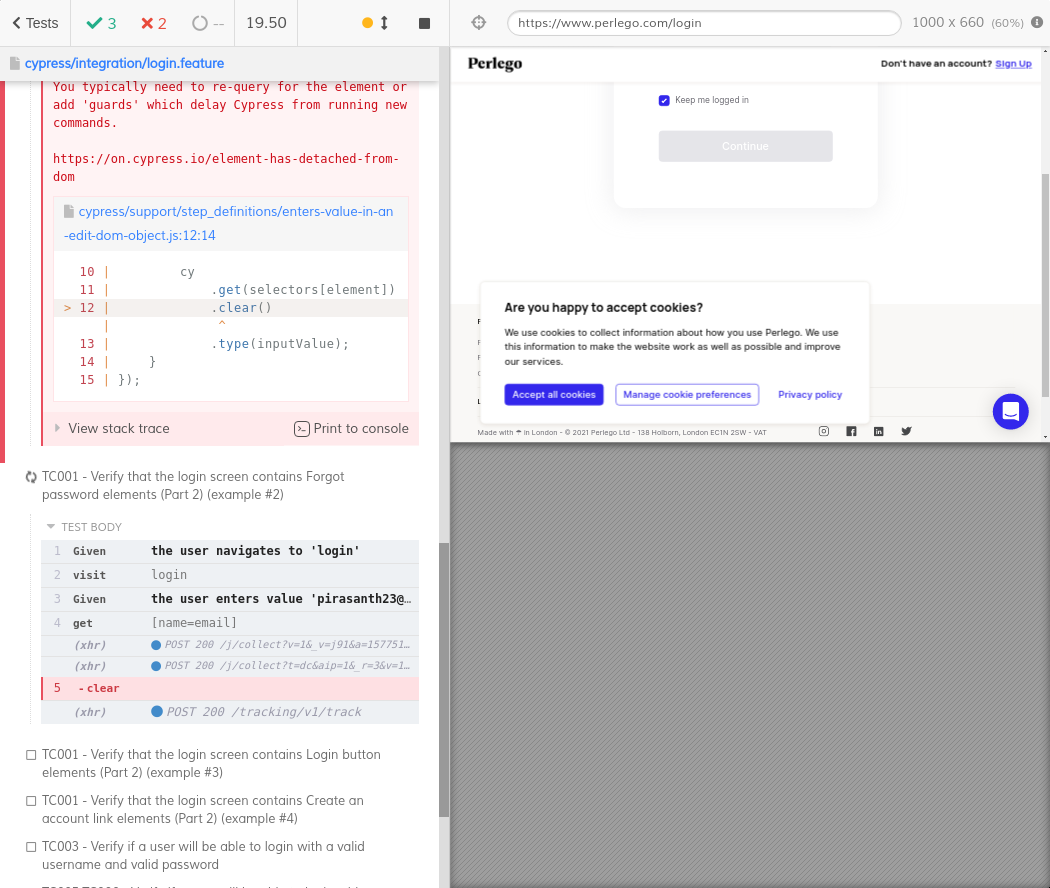 Tests
3
2
--
19.50
https://www.perlego.com/login
1000 x 660 (60%)
cypress/integration/login.feature
You typically need to re-query for the element or
add 'guards' which delay Cypress from running new
commands.
https://on.cypress.io/element-has-detached-from-
dom
cypress/support/step_definitions/enters-value-in-an
-edit-dom-object.js:12:14
10 | cy
11 | .get(selectors[element])
> 12 | .clear()
| ^
13 | .type(inputValue);
14 | }
15 | });
View stack trace
Print to console
TC001 - Verify that the login screen contains Forgot
password elements (Part 2) (example #2)
TEST BODY
1 Given the user navigates to 'login'
2 visit login
3 Given the user enters value 'pirasanth23@…
4 get [name=email]
(xhr) POST 200 /j/collect?v=1&_v=j91&a=157751…
(xhr) POST 200 /j/collect?t=dc&aip=1&_r=3&v=1…
5 -clear
(xhr) POST 200 /tracking/v1/track
TC001 - Verify that the login screen contains Login button
elements (Part 2) (example #3)
TC001 - Verify that the login screen contains Create an
account link elements (Part 2) (example #4)
TC003 - Verify if a user will be able to login with a valid
username and valid password
Perlego
Don't have an account? Sign Up
Keep me logged in
Continue
Are you happy to accept cookies?
We use cookies to collect information about how you use Perlego. We use
this information to make the website work as well as possible and improve
our services.
Accept all cookies
Manage cookie preferences
Privacy policy
Made with ☂ in London - © 2021 Perlego Ltd - 138 Holborn, London EC1N 2SW - VAT